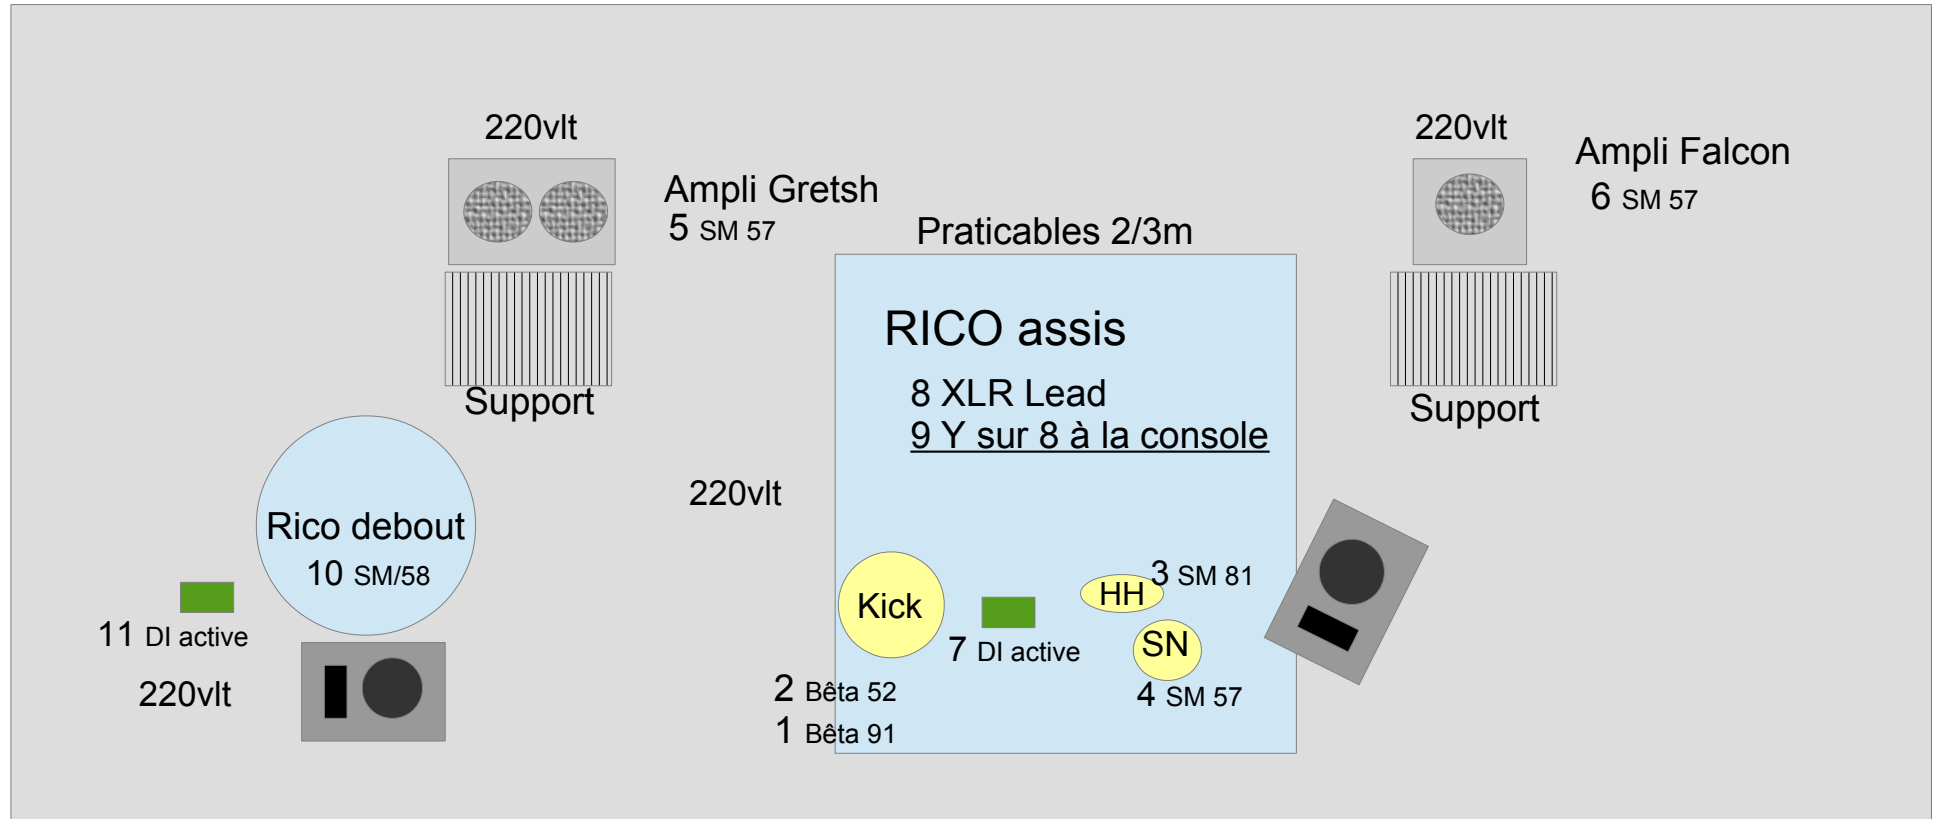 220vlt
220vlt
Ampli Gretsh
5 SM 57
Ampli Falcon
6 SM 57
Praticables 2/3m
RICO assis
8 XLR Lead
9 Y sur 8 à la console
Support
Support
220vlt
Rico debout
10 SM/58
11 DI active
220vlt
Kick
7 DI active
HH
3 SM 81
SN
4 SM 57
2 Bêta 52
1 Bêta 91